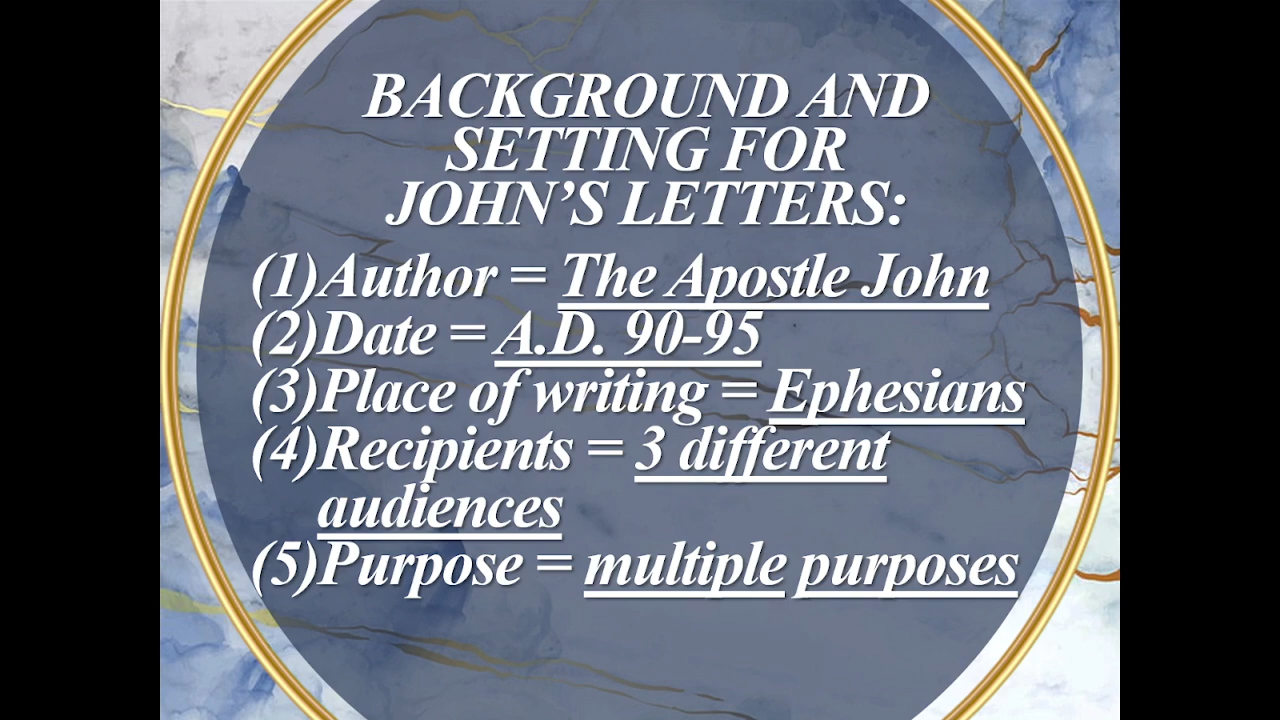 BACKGROUND AND
SETTING FOR
JOHN’S LETTERS:
(1)Author = The Apostle John
(2)Date = A.D. 90-95
(3)Place of writing = Ephesians
(4)Recipients = 3 different
audiences
(5)Purpose = multiple purposes